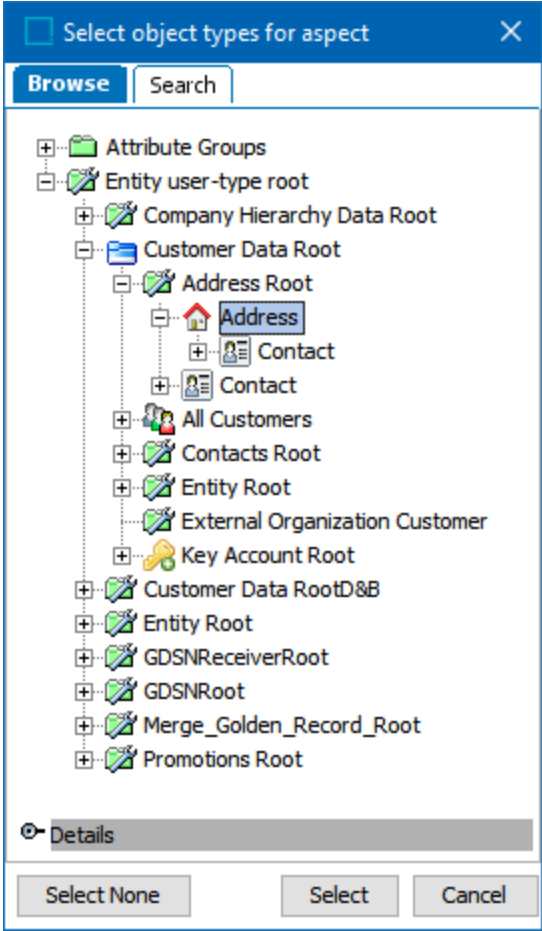 Select object types for aspect
Browse Search
Attribute Groups
Entity user-type root
Company Hierarchy Data Root
Customer Data Root
Address Root
Address
Contact
Contact
All Customers
Contacts Root
Entity Root
External Organization Customer
Key Account Root
Customer Data RootD&B
Entity Root
GDSNReceiverRoot
GDSNRoot
Merge_Golden_Record_Root
Promotions Root
Details
Select None Select Cancel